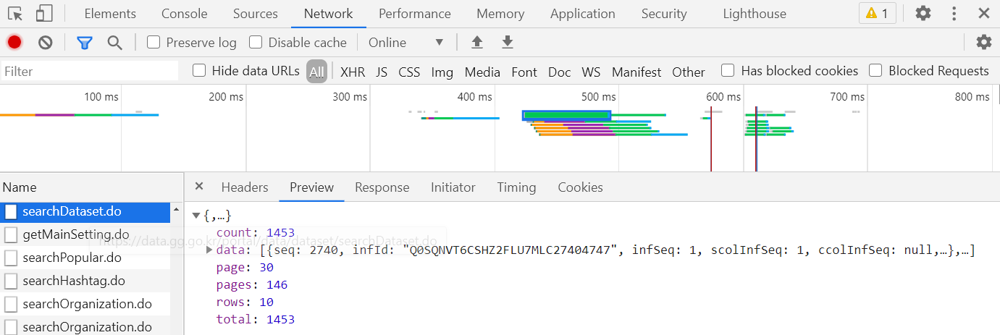 Elements Console Sources Network Performance Memory Application Security Lighthouse 1
Preserve log Disable cache Online
Filter Hide data URLs All XHR JS CSS Img Media Font Doc WS Manifest Other Has blocked cookies Blocked Requests
100 ms 200 ms 300 ms 400 ms 500 ms 600 ms 700 ms 800 ms
Name
Headers Preview Response Initiator Timing Cookies
searchDataset.do
getMainSetting.do
searchPopular.do
searchHashtag.do
searchOrganization.do
searchOrganization.do
https://data.gg.go.kr/portal/data/dataset/searchDataset.do
{,…}
count: 1453
data: [{seq: 2740, infId: "Q0SQNVT6CSHZ2FLU7MLC27404747", infSeq: 1, scolInfSeq: 1, ccolInfSeq: null,…},…]
page: 30
pages: 146
rows: 10
total: 1453